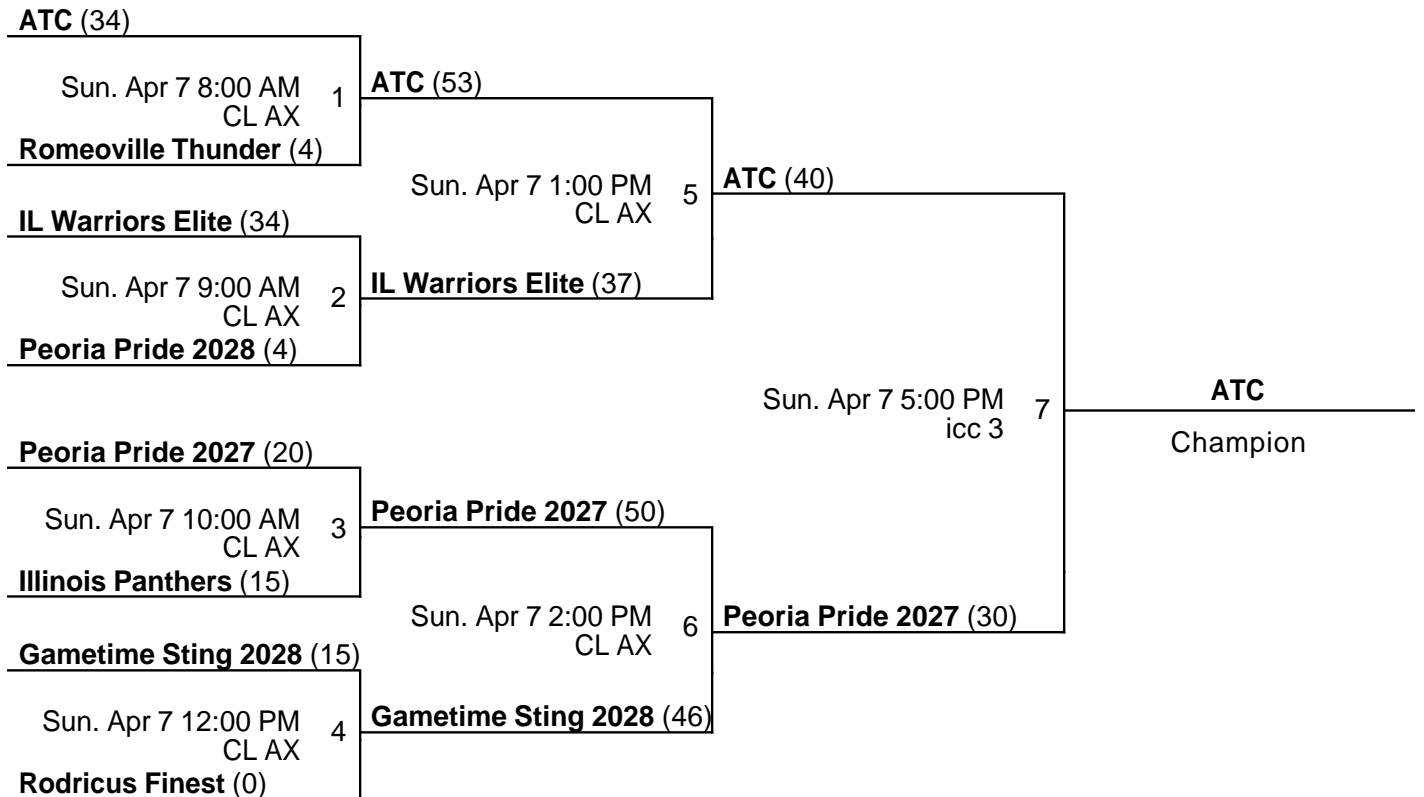 ATC (34)
Sun. Apr 7 8:00 AM
CL AX
1
Romeoville Thunder (4)
ATC (53)
IL Warriors Elite (34)
Sun. Apr 7 9:00 AM
CL AX
2
Peoria Pride 2028 (4)
Sun. Apr 7 1:00 PM
CL AX
5
IL Warriors Elite (37)
ATC (40)
Peoria Pride 2027 (20)
Sun. Apr 7 10:00 AM
CL AX
3
Illinois Panthers (15)
Peoria Pride 2027 (50)
Gametime Sting 2028 (15)
Sun. Apr 7 12:00 PM
CL AX
4
Rodricus Finest (0)
Sun. Apr 7 2:00 PM
CL AX
6
Gametime Sting 2028 (46)
Peoria Pride 2027 (30)
Sun. Apr 7 5:00 PM
icc 3
7
ATC
Champion